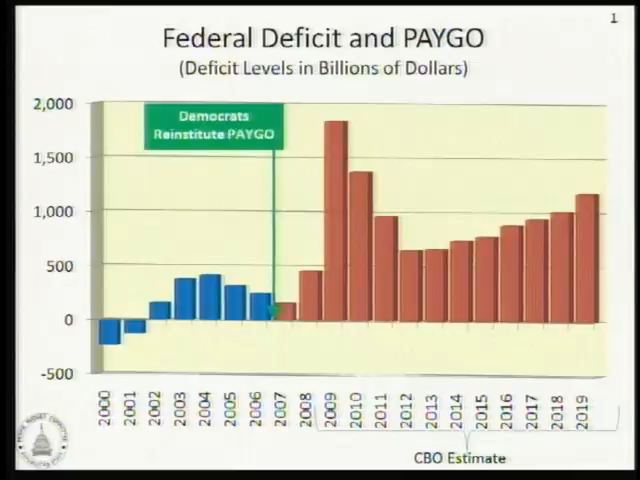 1
Federal Deficit and PAYGO
(Deficit Levels in Billions of Dollars)
2,000
1,500
1,000
500
0
-500
Democrats
Reinstitute PAYGO
2000 2001 2002 2003 2004 2005 2006 2007 2008 2009 2010 2011 2012 2013 2014 2015 2016 2017 2018 2019
CBO Estimate